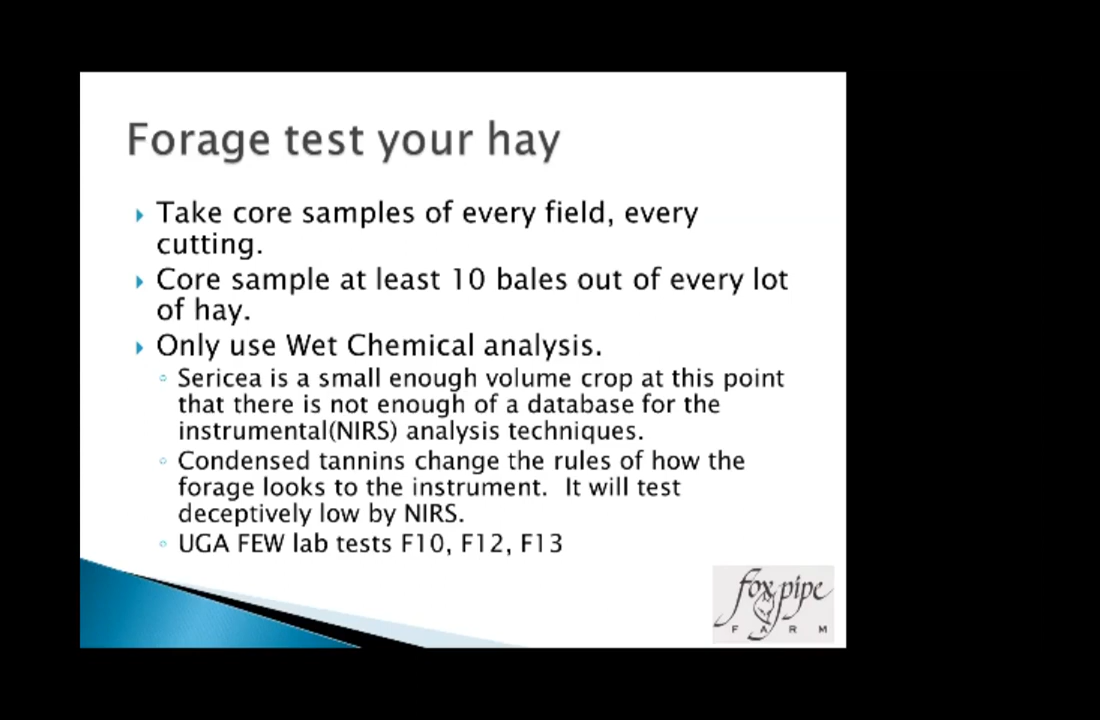 Forage test your hay
Take core samples of every field, every
cutting.
Core sample at least 10 bales out of every lot
of hay.
Only use Wet Chemical analysis.
Sericea is a small enough volume crop at this point
that there is not enough of a database for the
instrumental(NIRS) analysis techniques.
Condensed tannins change the rules of how the
forage looks to the instrument.  It will test
deceptively low by NIRS.
UGA FEW lab tests F10, F12, F13
fox pipe
FARM